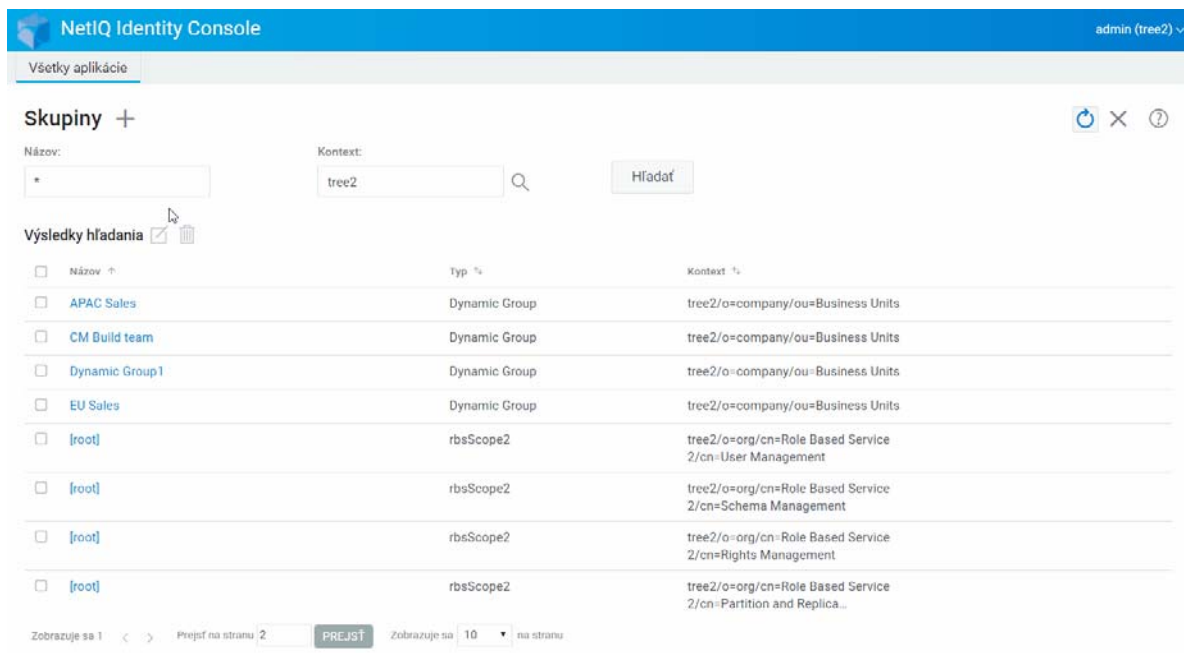 NetIQ Identity Console
admin (tree2)
Všetky aplikácie
Skupiny
Názov:
Kontext:
*
tree2
Hľadať
Výsledky hľadania
Názov
Typ
Kontext
APAC Sales
Dynamic Group
tree2/o=company/ou=Business Units
CM Build team
Dynamic Group
tree2/o=company/ou=Business Units
Dynamic Group1
Dynamic Group
tree2/o=company/ou=Business Units
EU Sales
Dynamic Group
tree2/o=company/ou=Business Units
[root]
rbsScope2
tree2/o=org/cn=Role Based Service
2/cn=User Management
[root]
rbsScope2
tree2/o=org/cn=Role Based Service
2/cn=Schema Management
[root]
rbsScope2
tree2/o=org/cn=Role Based Service
2/cn=Rights Management
[root]
rbsScope2
tree2/o=org/cn=Role Based Service
2/cn=Partition and Replica...
Zobrazuje sa 1
Prejsť na stranu 2
PREJSŤ
Zobrazuje sa 10 na stranu